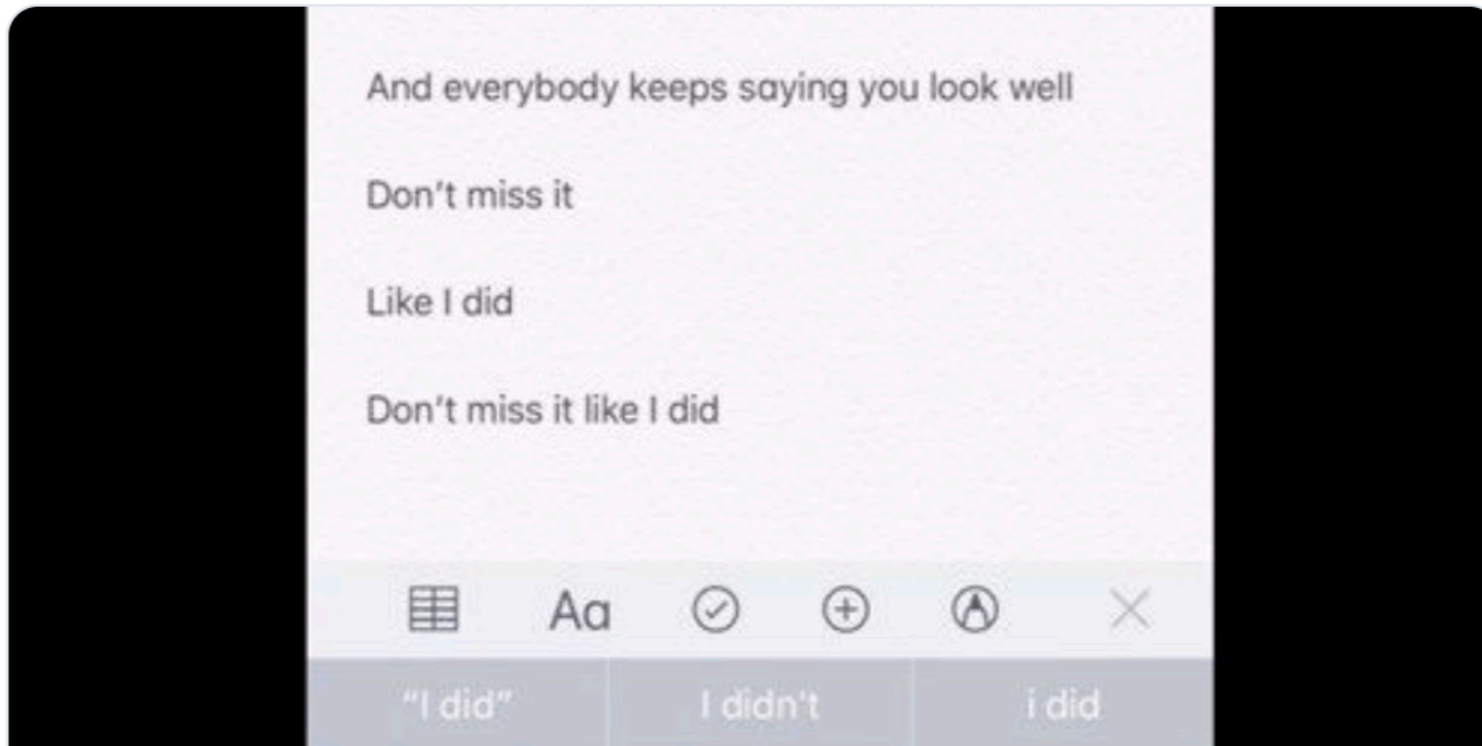 And everybody keeps saying you look well
Don't miss it
Like I did
Don't miss it like I did
Aa
"I did" I didn't i did